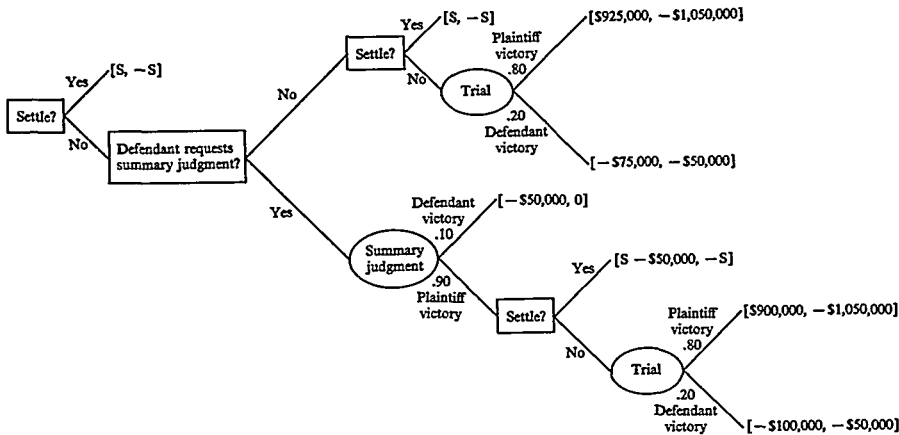 Settle?
Yes
[S, −S]
No
Defendant requests
summary judgment?
No
Settle?
Yes
[S, −S]
No
Trial
Plaintiff
victory
.80
[$925,000, −$1,050,000]
.20
Defendant
victory
[−$75,000, −$50,000]
Yes
Summary
judgment
Defendant
victory
.10
[−$50,000, 0]
.90
Plaintiff
victory
Settle?
Yes
[S −$50,000, −S]
No
Trial
Plaintiff
victory
.80
[$900,000, −$1,050,000]
.20
Defendant
victory
[−$100,000, −$50,000]